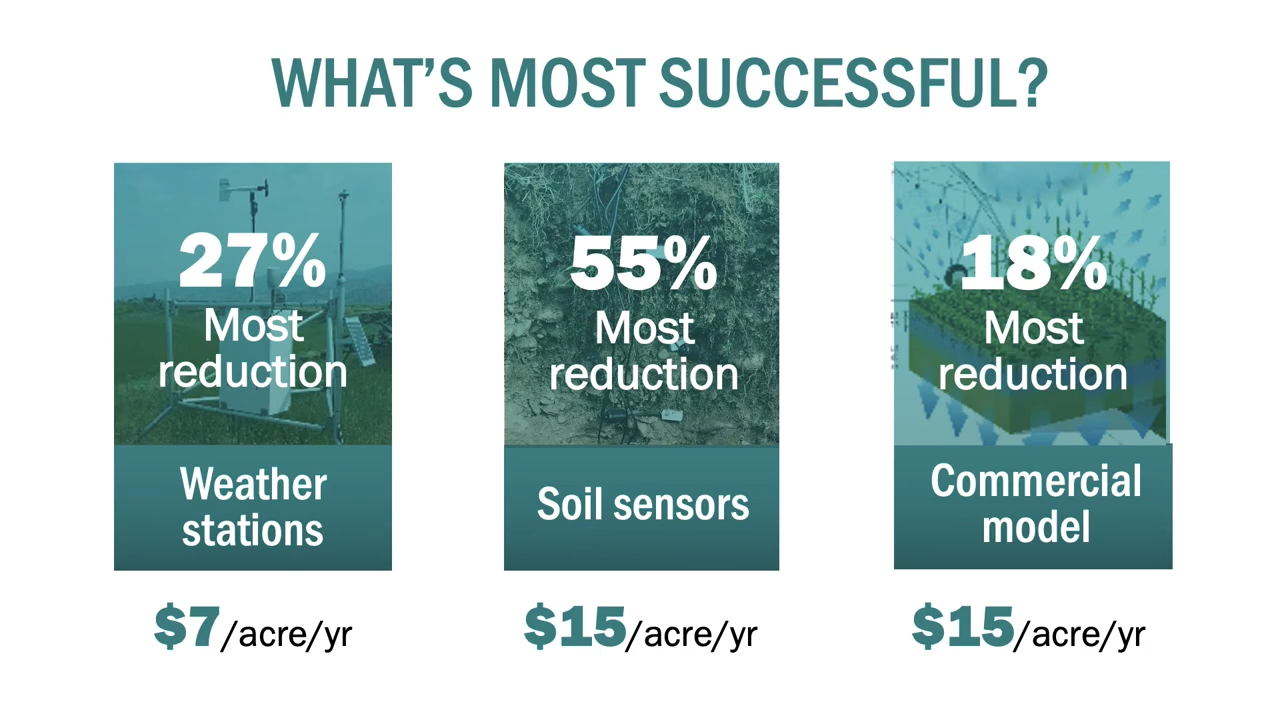 WHAT'S MOST SUCCESSFUL?
27%
Most
reduction
Weather
stations
$7/acre/yr
55%
Most
reduction
Soil sensors
$15/acre/yr
18%
Most
reduction
Commercial
model
$15/acre/yr